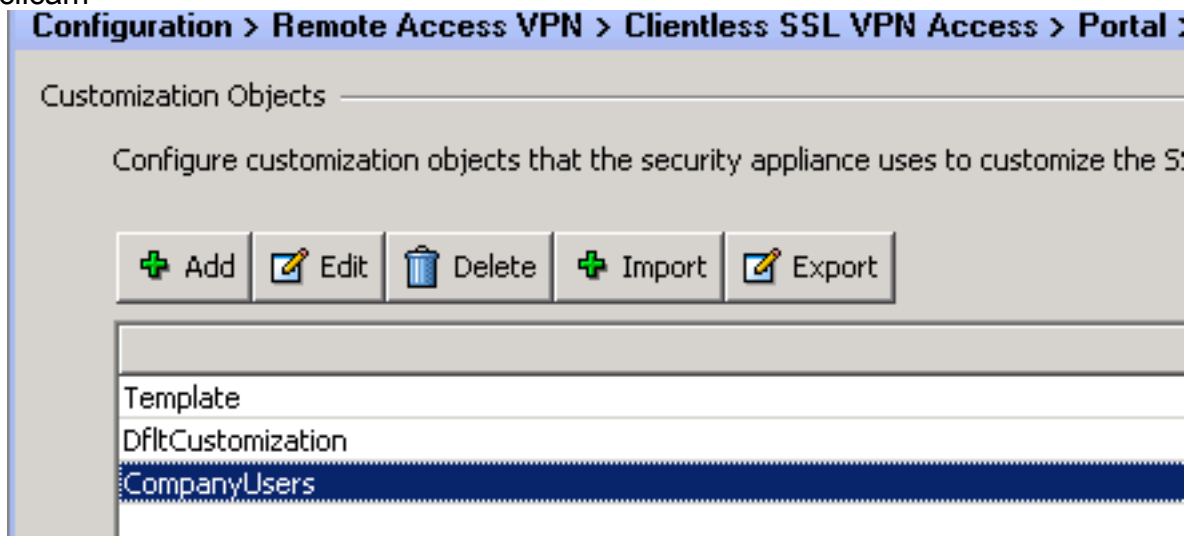 Configuration > Remote Access VPN > Clientless SSL VPN Access > Portal >
Customization Objects
Configure customization objects that the security appliance uses to customize the
Add Edit Delete Import Export
Template
DfltCustomization
CompanyUsers